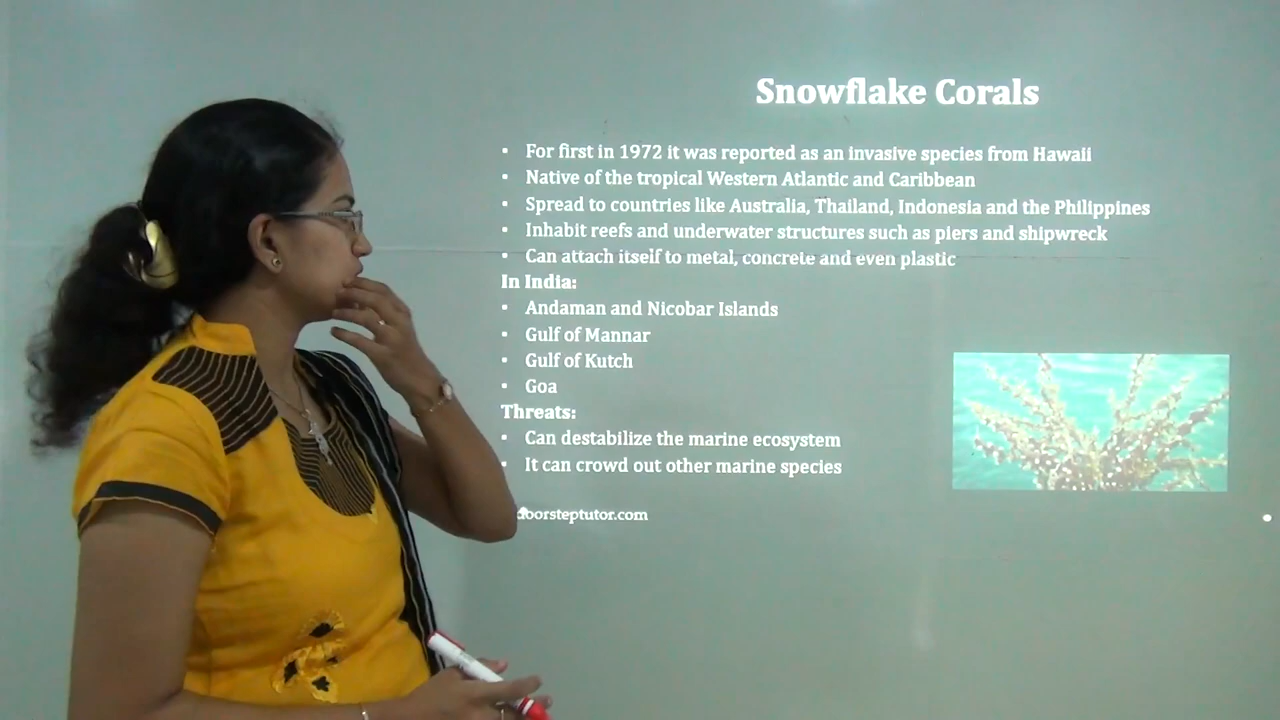 Snowflake Corals
• For first in 1972 it was reported as an invasive species from Hawaii
• Native of the tropical Western Atlantic and Caribbean
• Spread to countries like Australia, Thailand, Indonesia and the Philippines
• Inhabit reefs and underwater structures such as piers and shipwreck
• Can attach itself to metal, concrete and even plastic
In India:
• Andaman and Nicobar Islands
• Gulf of Mannar
• Gulf of Kutch
• Goa
Threats:
• Can destabilize the marine ecosystem
• It can crowd out other marine species
doorsteptutor.com